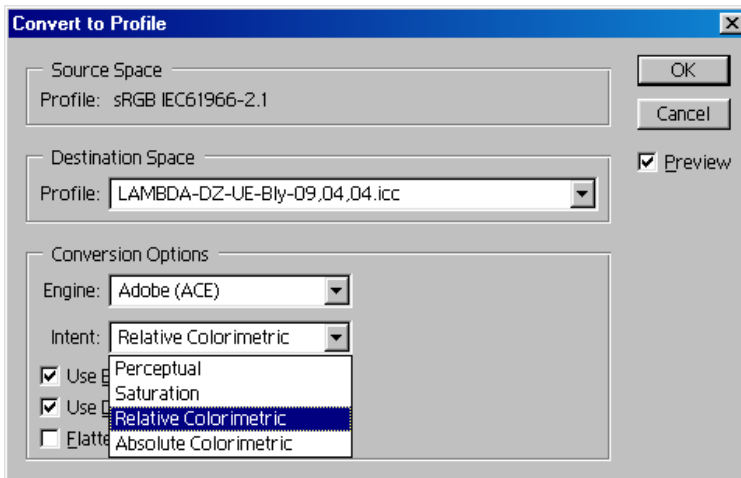 Convert to Profile
Source Space
Profile: sRGB IEC61966-2.1
OK
Cancel
Preview
Destination Space
Profile: LAMBDA-DZ-UE-Bly-09,04,04.icc
Conversion Options
Engine: Adobe (ACE)
Intent: Relative Colorimetric
Perceptual
Use
Saturation
Use
Relative Colorimetric
Absolute Colorimetric